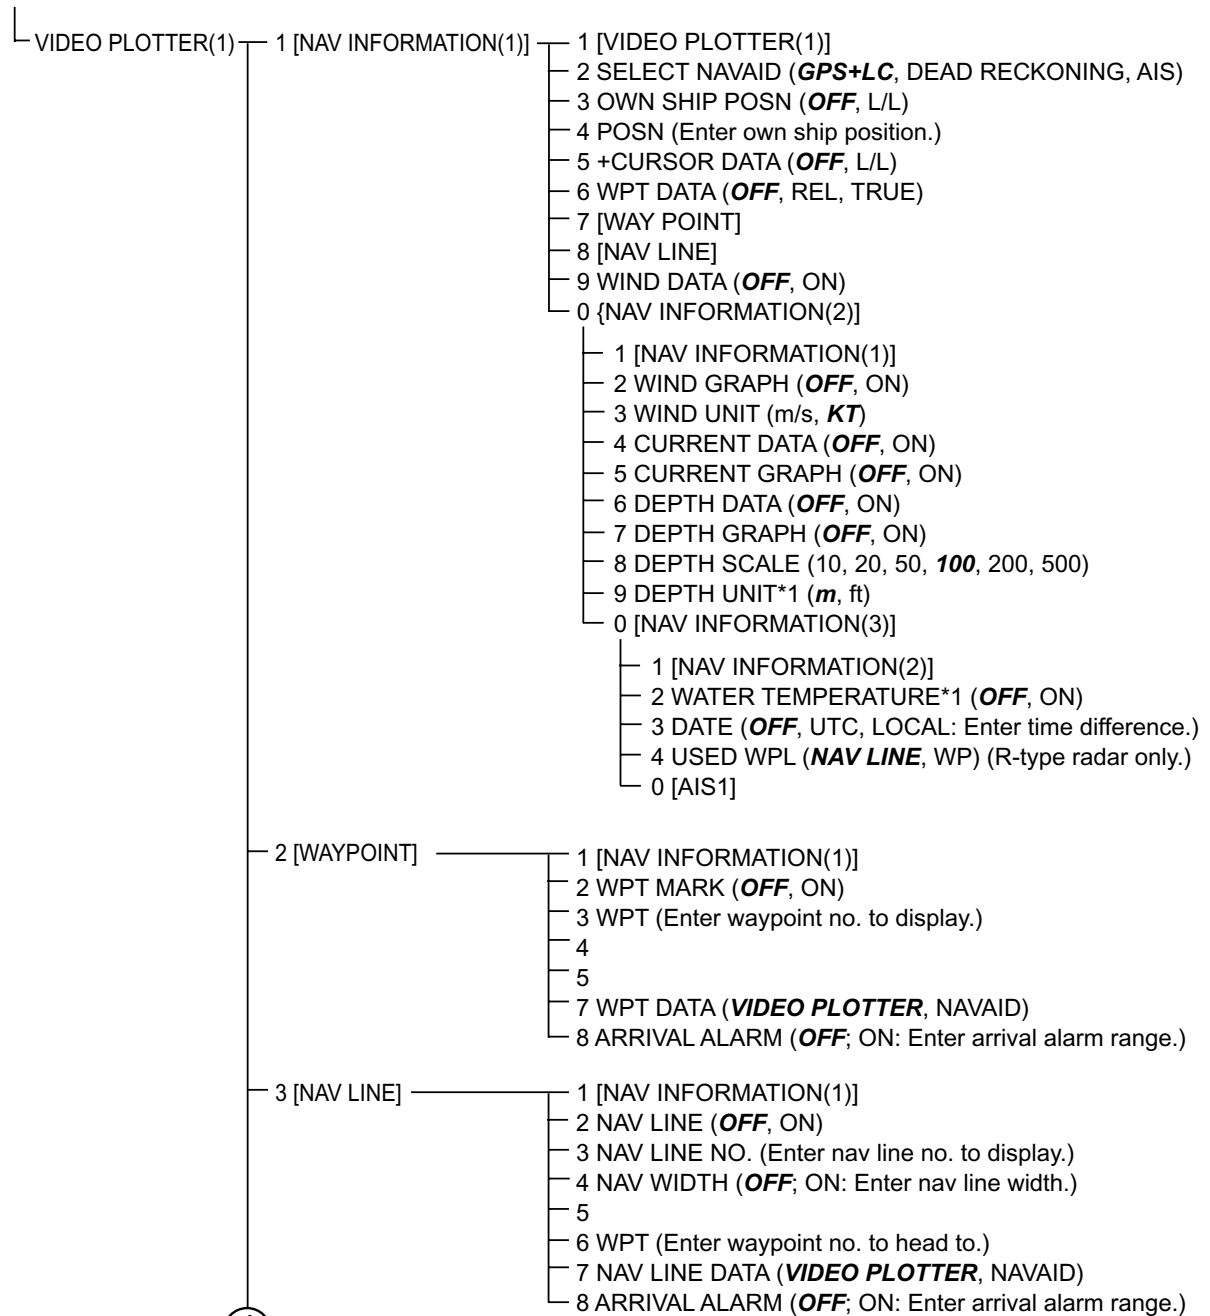 VIDEO PLOTTER(1) 1 [NAV INFORMATION(1)] 1 [VIDEO PLOTTER(1)]
2 SELECT NAVAID (GPS+LC, DEAD RECKONING, AIS)
3 OWN SHIP POSN (OFF, L/L)
4 POSN (Enter own ship position.)
5 +CURSOR DATA (OFF, L/L)
6 WPT DATA (OFF, REL, TRUE)
7 [WAY POINT]
8 [NAV LINE]
9 WIND DATA (OFF, ON)
0 {NAV INFORMATION(2)]
1 [NAV INFORMATION(1)]
2 WIND GRAPH (OFF, ON)
3 WIND UNIT (m/s, KT)
4 CURRENT DATA (OFF, ON)
5 CURRENT GRAPH (OFF, ON)
6 DEPTH DATA (OFF, ON)
7 DEPTH GRAPH (OFF, ON)
8 DEPTH SCALE (10, 20, 50, 100, 200, 500)
9 DEPTH UNIT*1 (m, ft)
0 [NAV INFORMATION(3)]
1 [NAV INFORMATION(2)]
2 WATER TEMPERATURE*1 (OFF, ON)
3 DATE (OFF, UTC, LOCAL: Enter time difference.)
4 USED WPL (NAV LINE, WP) (R-type radar only.)
0 [AIS1]
2 [WAYPOINT] 1 [NAV INFORMATION(1)]
2 WPT MARK (OFF, ON)
3 WPT (Enter waypoint no. to display.)
4
5
7 WPT DATA (VIDEO PLOTTER, NAVAID)
8 ARRIVAL ALARM (OFF; ON: Enter arrival alarm range.)
3 [NAV LINE] 1 [NAV INFORMATION(1)]
2 NAV LINE (OFF, ON)
3 NAV LINE NO. (Enter nav line no. to display.)
4 NAV WIDTH (OFF; ON: Enter nav line width.)
5
6 WPT (Enter waypoint no. to head to.)
7 NAV LINE DATA (VIDEO PLOTTER, NAVAID)
8 ARRIVAL ALARM (OFF; ON: Enter arrival alarm range.)